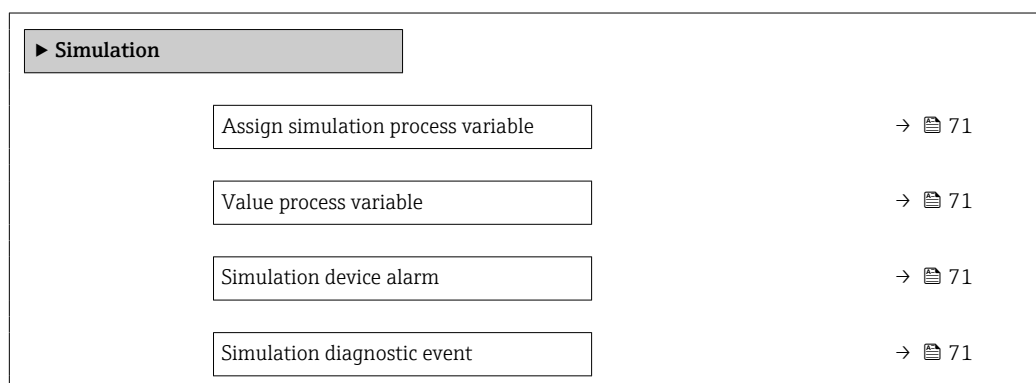 ▶ Simulation
Assign simulation process variable → 71
Value process variable → 71
Simulation device alarm → 71
Simulation diagnostic event → 71